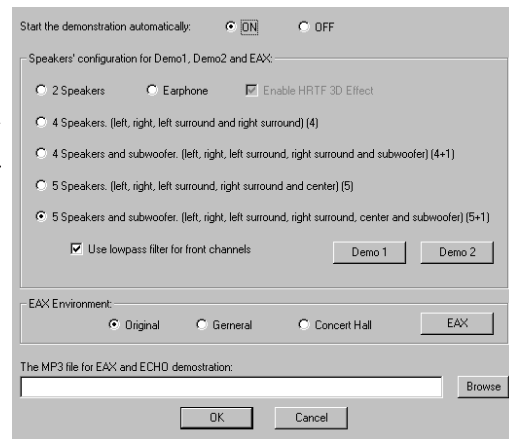 Start the demonstration automatically: ON OFF
Speakers' configuration for Demo1, Demo2 and EAX:
2 Speakers Earphone Enable HRTF 3D Effect
4 Speakers. (left, right, left surround and right surround) (4)
4 Speakers and subwoofer. (left, right, left surround, right surround and subwoofer) (4+1)
5 Speakers. (left, right, left surround, right surround and center) (5)
5 Speakers and subwoofer. (left, right, left surround, right surround, center and subwoofer) (5+1)
Use lowpass filter for front channels Demo 1 Demo 2
EAX Environment:
Original Gerneral Concert Hall EAX
The MP3 file for EAX and ECHO demostration:
Browse
OK Cancel